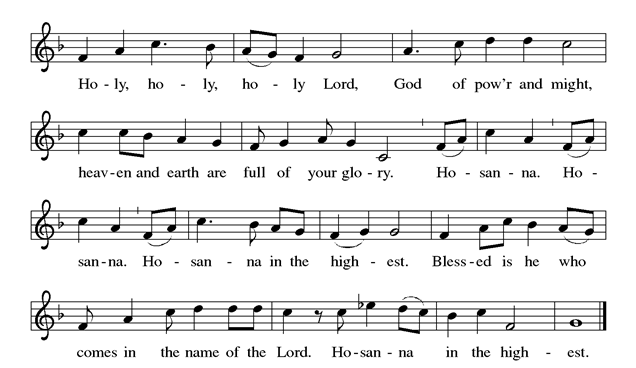 Ho - ly, ho - ly, ho - ly Lord, God of pow'r and might,
heav - en and earth are full of your glo - ry. Ho - san - na. Ho -
san - na. Ho - san - na in the high - est. Bless - ed is he who
comes in the name of the Lord. Ho - san - na in the high - est.